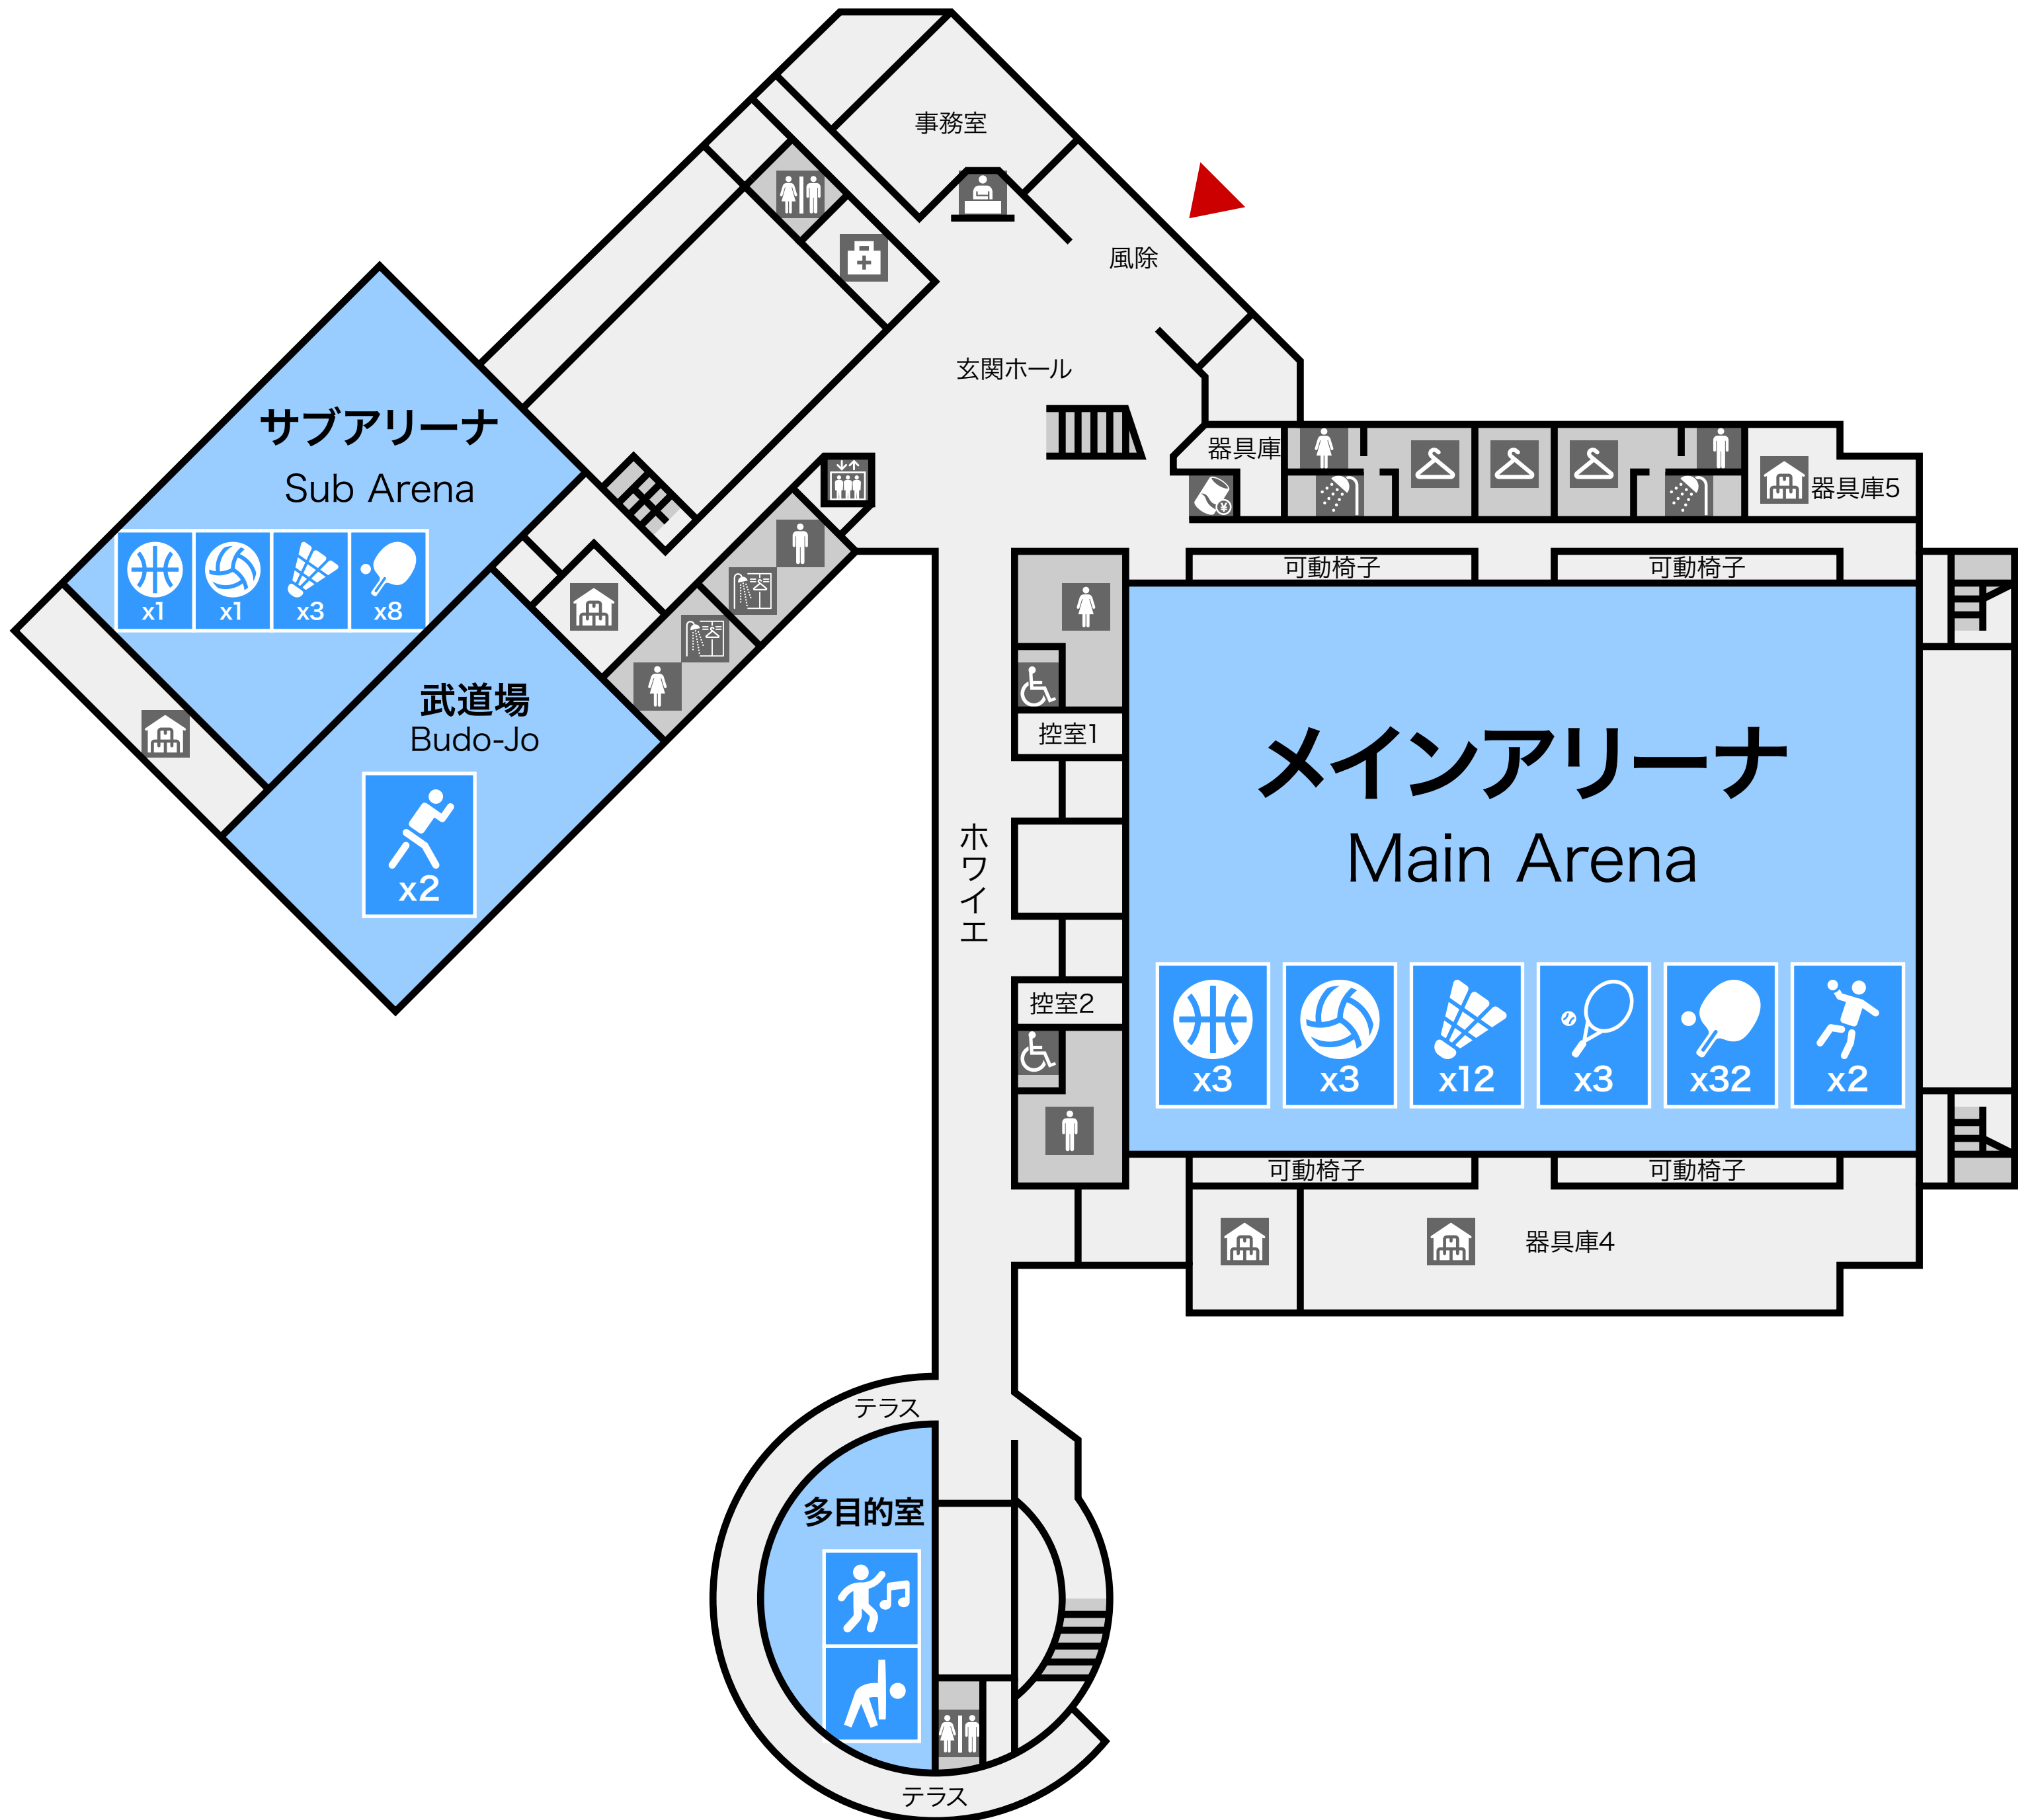 事務室
風除
玄関ホール
サブアリーナ
Sub Arena
x1
x1
x3
x8
器具庫
¥
器具庫5
可動椅子
可動椅子
武道場
Budo-Jo
x2
控室1
メインアリーナ
Main Arena
ホワイエ
控室2
x3
x3
x12
x3
x32
x2
可動椅子
可動椅子
器具庫4
テラス
多目的室
テラス